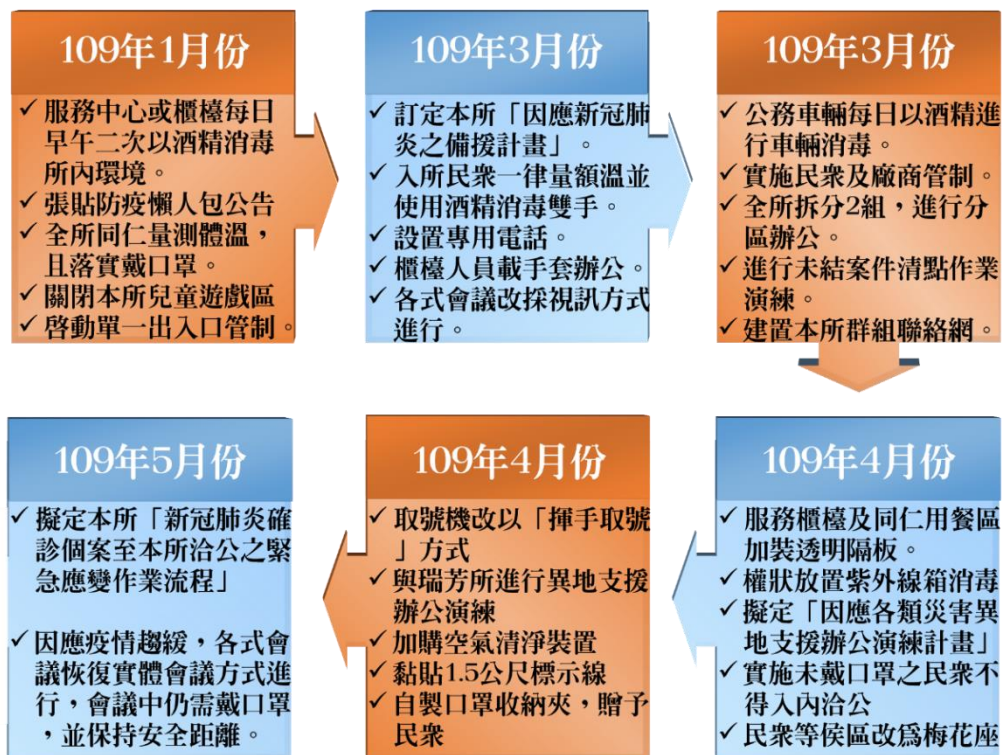 109年1月份
✓ 服務中心或櫃檯每日
早午二次以酒精消毒
所內環境。
✓ 張貼防疫懶人包公告
✓ 全所同仁量測體溫，
且落實戴口罩。
✓ 關閉本所兒童遊戲區
✓ 啓動單一出入口管制。
109年3月份
✓ 訂定本所「因應新冠肺
炎之備援計畫」。
✓ 入所民衆一律量額溫並
使用酒精消毒雙手。
✓ 設置專用電話。
✓ 櫃檯人員載手套辦公。
✓ 各式會議改採視訊方式
進行。
109年3月份
✓ 公務車輛每日以酒精進
行車輛消毒。
✓ 實施民衆及廠商管制。
✓ 全所拆分2組，進行分
區辦公。
✓ 進行未結案件清點作業
演練。
✓ 建置本所群組聯絡網。
109年4月份
✓ 服務櫃檯及同仁用餐區
加裝透明隔板。
✓ 權狀放置紫外線箱消毒
✓ 擬定「因應各類災害異
地支援辦公演練計畫」
✓ 實施未戴口罩之民衆不
得入內洽公
✓ 民衆等侯區改爲梅花座
109年4月份
✓ 取號機改以「揮手取號
」方式
✓ 與瑞芳所進行異地支援
辦公演練
✓ 加購空氣清淨裝置
✓ 黏貼1.5公尺標示線
✓ 自製口罩收納夾，贈予
民衆
109年5月份
✓ 擬定本所「新冠肺炎確
診個案至本所洽公之緊
急應變作業流程」
✓ 因應疫情趨緩，各式會
議恢復實體會議方式進
行，會議中仍需戴口罩
，並保持安全距離。